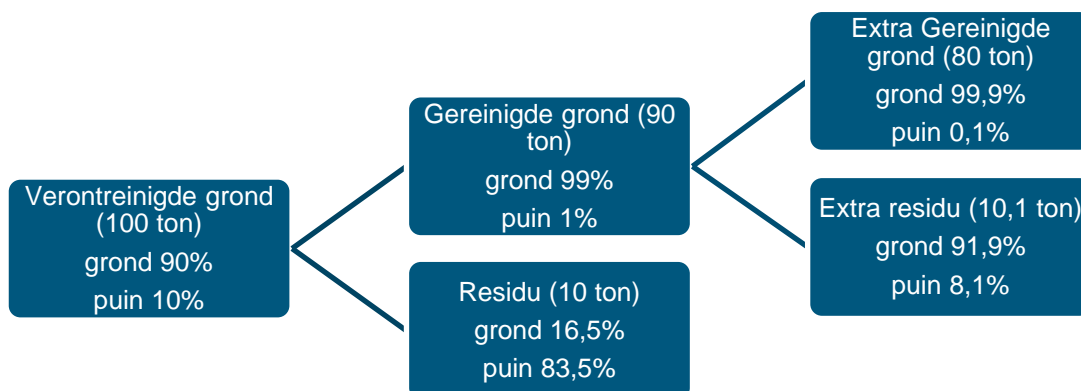 Verontreinigde grond
(100 ton)
grond 90%
puin 10%
Gereinigde grond (90
ton)
grond 99%
puin 1%
Residu (10 ton)
grond 16,5%
puin 83,5%
Extra Gereinigde
grond (80 ton)
grond 99,9%
puin 0,1%
Extra residu (10,1 ton)
grond 91,9%
puin 8,1%